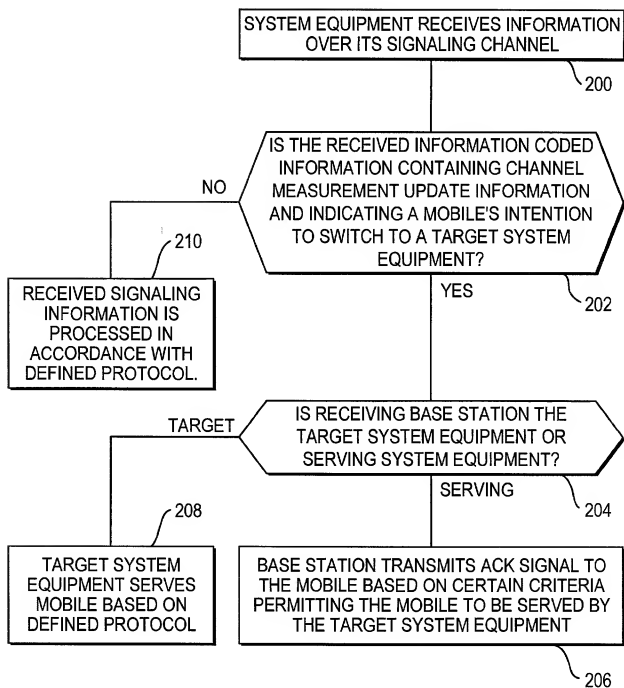 SYSTEM EQUIPMENT RECEIVES INFORMATION
OVER ITS SIGNALING CHANNEL
200
IS THE RECEIVED INFORMATION CODED
INFORMATION CONTAINING CHANNEL
MEASUREMENT UPDATE INFORMATION
AND INDICATING A MOBILE'S INTENTION
TO SWITCH TO A TARGET SYSTEM
EQUIPMENT?
202
NO
210
RECEIVED SIGNALING
INFORMATION IS
PROCESSED IN
ACCORDANCE WITH
DEFINED PROTOCOL.
YES
IS RECEIVING BASE STATION THE
TARGET SYSTEM EQUIPMENT OR
SERVING SYSTEM EQUIPMENT?
204
TARGET
208
TARGET SYSTEM
EQUIPMENT SERVES
MOBILE BASED ON
DEFINED PROTOCOL
SERVING
BASE STATION TRANSMITS ACK SIGNAL TO
THE MOBILE BASED ON CERTAIN CRITERIA
PERMITTING THE MOBILE TO BE SERVED BY
THE TARGET SYSTEM EQUIPMENT
206